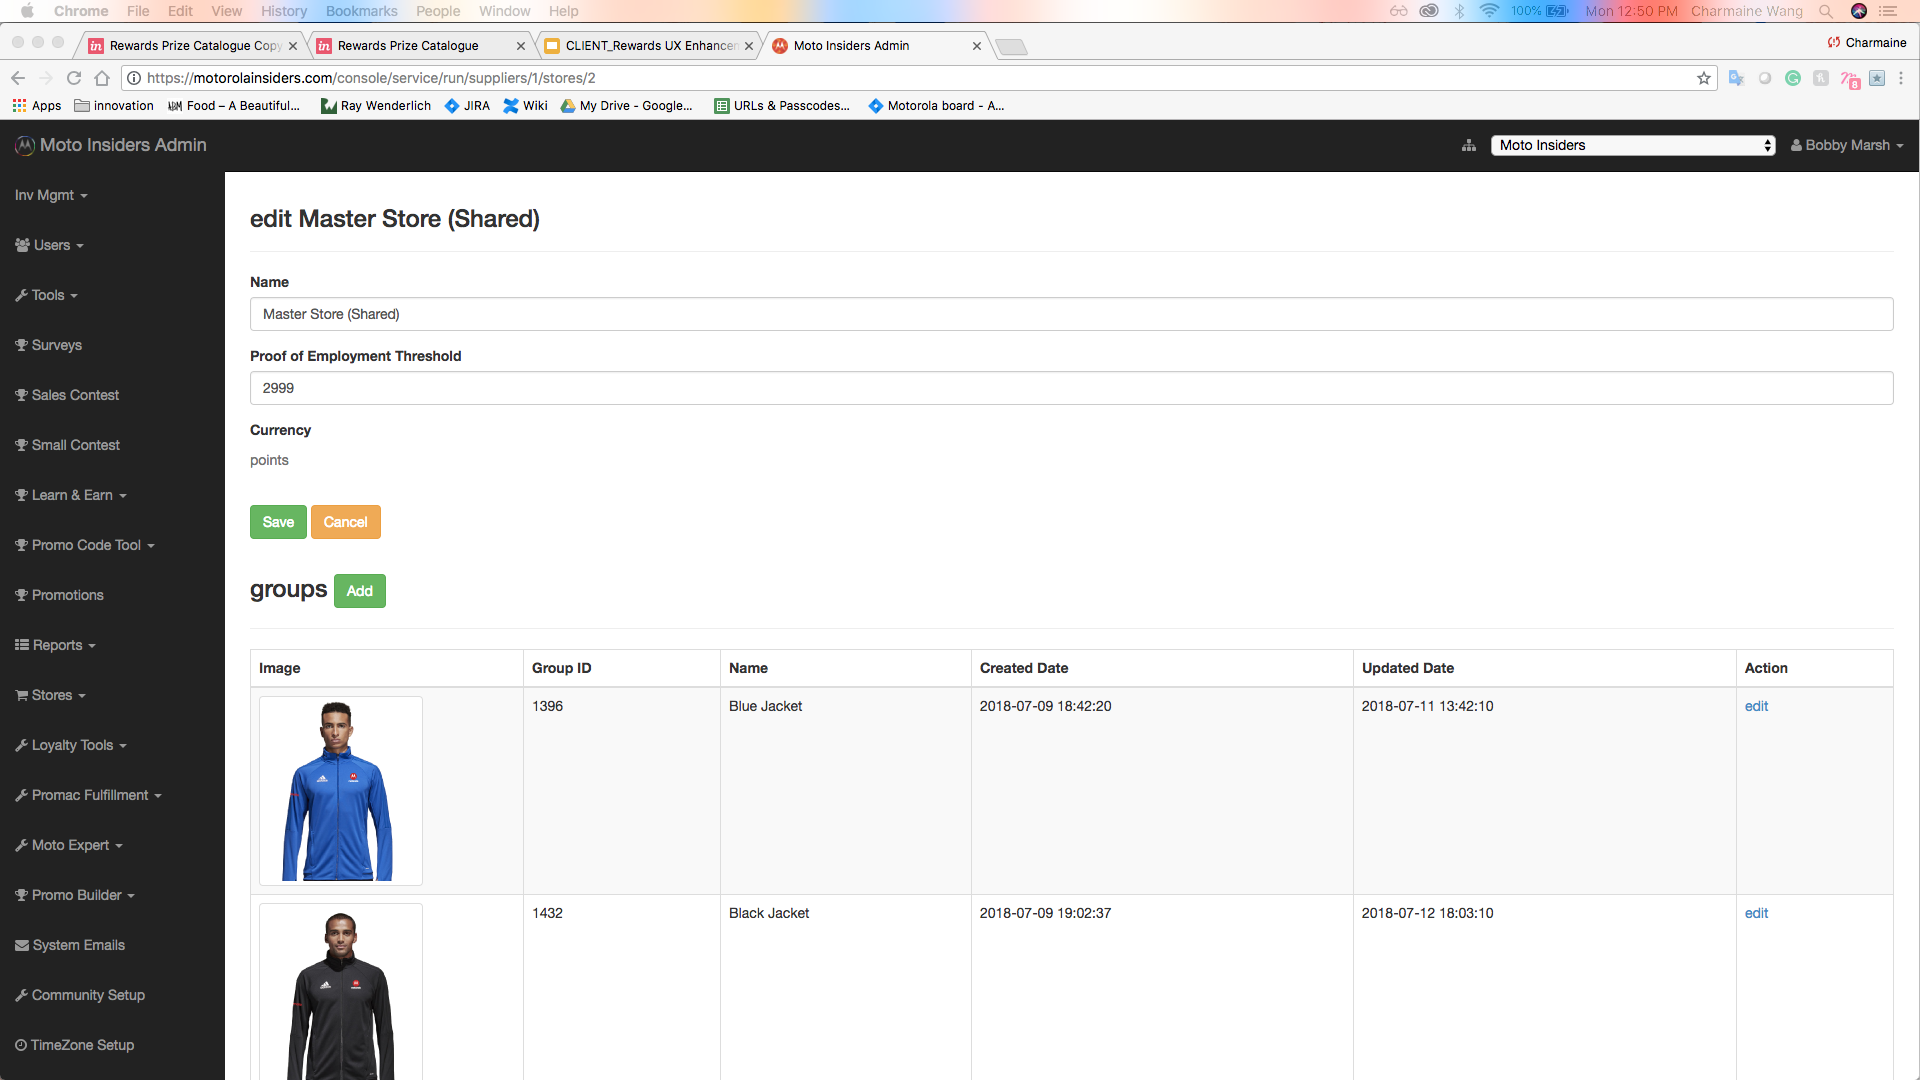 Chrome File Edit View History Bookmarks People Window Help 100% Mon 12:50 PM Charmaine Wang
Rewards Prize Catalogue Copy Rewards Prize Catalogue CLIENT_Rewards UX Enhancem Moto Insiders Admin Charmaine
https://motorolainsiders.com/console/service/run/suppliers/1/stores/2
Apps innovation Food – A Beautiful... Ray Wenderlich JIRA Wiki My Drive - Google... URLs & Passcodes... Motorola board - A...
Moto Insiders Admin Moto Insiders Bobby Marsh
Inv Mgmt
Users
Tools
Surveys
Sales Contest
Small Contest
Learn & Earn
Promo Code Tool
Promotions
Reports
Stores
Loyalty Tools
Promac Fulfillment
Moto Expert
Promo Builder
System Emails
Community Setup
TimeZone Setup
edit Master Store (Shared)
Name
Master Store (Shared)
Proof of Employment Threshold
2999
Currency
points
Save Cancel
groups Add
Image Group ID Name Created Date Updated Date Action
1396 Blue Jacket 2018-07-09 18:42:20 2018-07-11 13:42:10 edit
1432 Black Jacket 2018-07-09 19:02:37 2018-07-12 18:03:10 edit